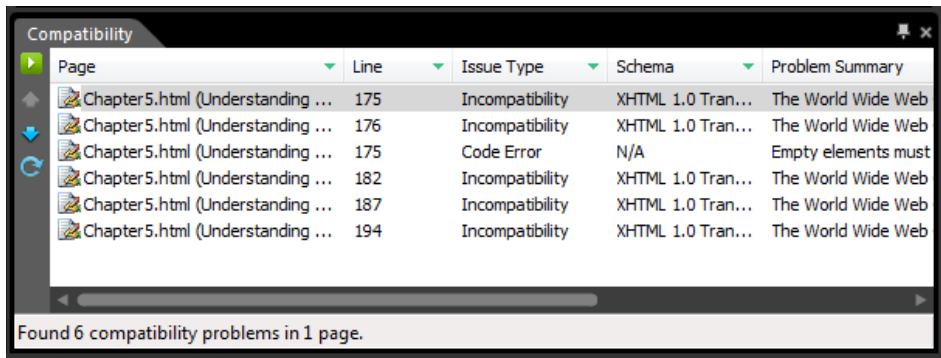 Compatibility
Page Line Issue Type Schema Problem Summary
Chapter5.html (Understanding ... 175 Incompatibility XHTML 1.0 Tran... The World Wide Web
Chapter5.html (Understanding ... 176 Incompatibility XHTML 1.0 Tran... The World Wide Web
Chapter5.html (Understanding ... 175 Code Error N/A Empty elements must
Chapter5.html (Understanding ... 182 Incompatibility XHTML 1.0 Tran... The World Wide Web
Chapter5.html (Understanding ... 187 Incompatibility XHTML 1.0 Tran... The World Wide Web
Chapter5.html (Understanding ... 194 Incompatibility XHTML 1.0 Tran... The World Wide Web
Found 6 compatibility problems in 1 page.